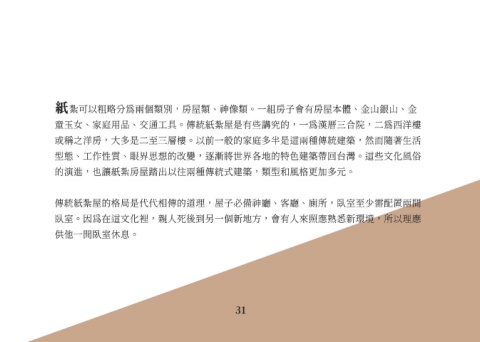 紙紮可以粗略分為兩個類別，房屋類、神像類。一組房子會有房屋本體、金山銀山、金
童玉女、家庭用品、交通工具。傳統紙紮屋是有些講究的，一為漢厝三合院，二為西洋樓
或稱之洋房，大多是二至三層樓。以前一般的家庭多半是這兩種傳統建築，然而隨著生活
型態、工作性質、眼界思想的改變，逐漸將世界各地的特色建築帶回台灣。這些文化風俗
的演進，也讓紙紮房屋踏出以往兩種傳統式建築，類型和風格更加多元。
傳統紙紮屋的格局是代代相傳的道理，屋子必備神廳、客廳、廁所，臥室至少需配置兩間
臥室。因為在這文化裡，親人死後到另一個新地方，會有人來照應熟悉新環境，所以理應
供他一間臥室休息。
31